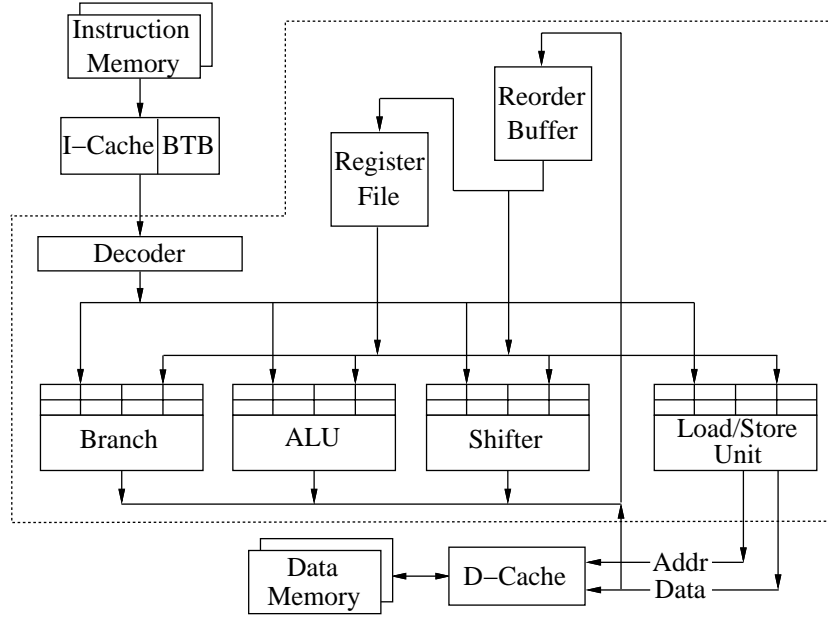 Instruction
Memory
I−Cache
BTB
Reorder
Buffer
Register
File
Decoder
Branch
ALU
Shifter
Load/Store
Unit
Data
Memory
D−Cache
Addr
Data